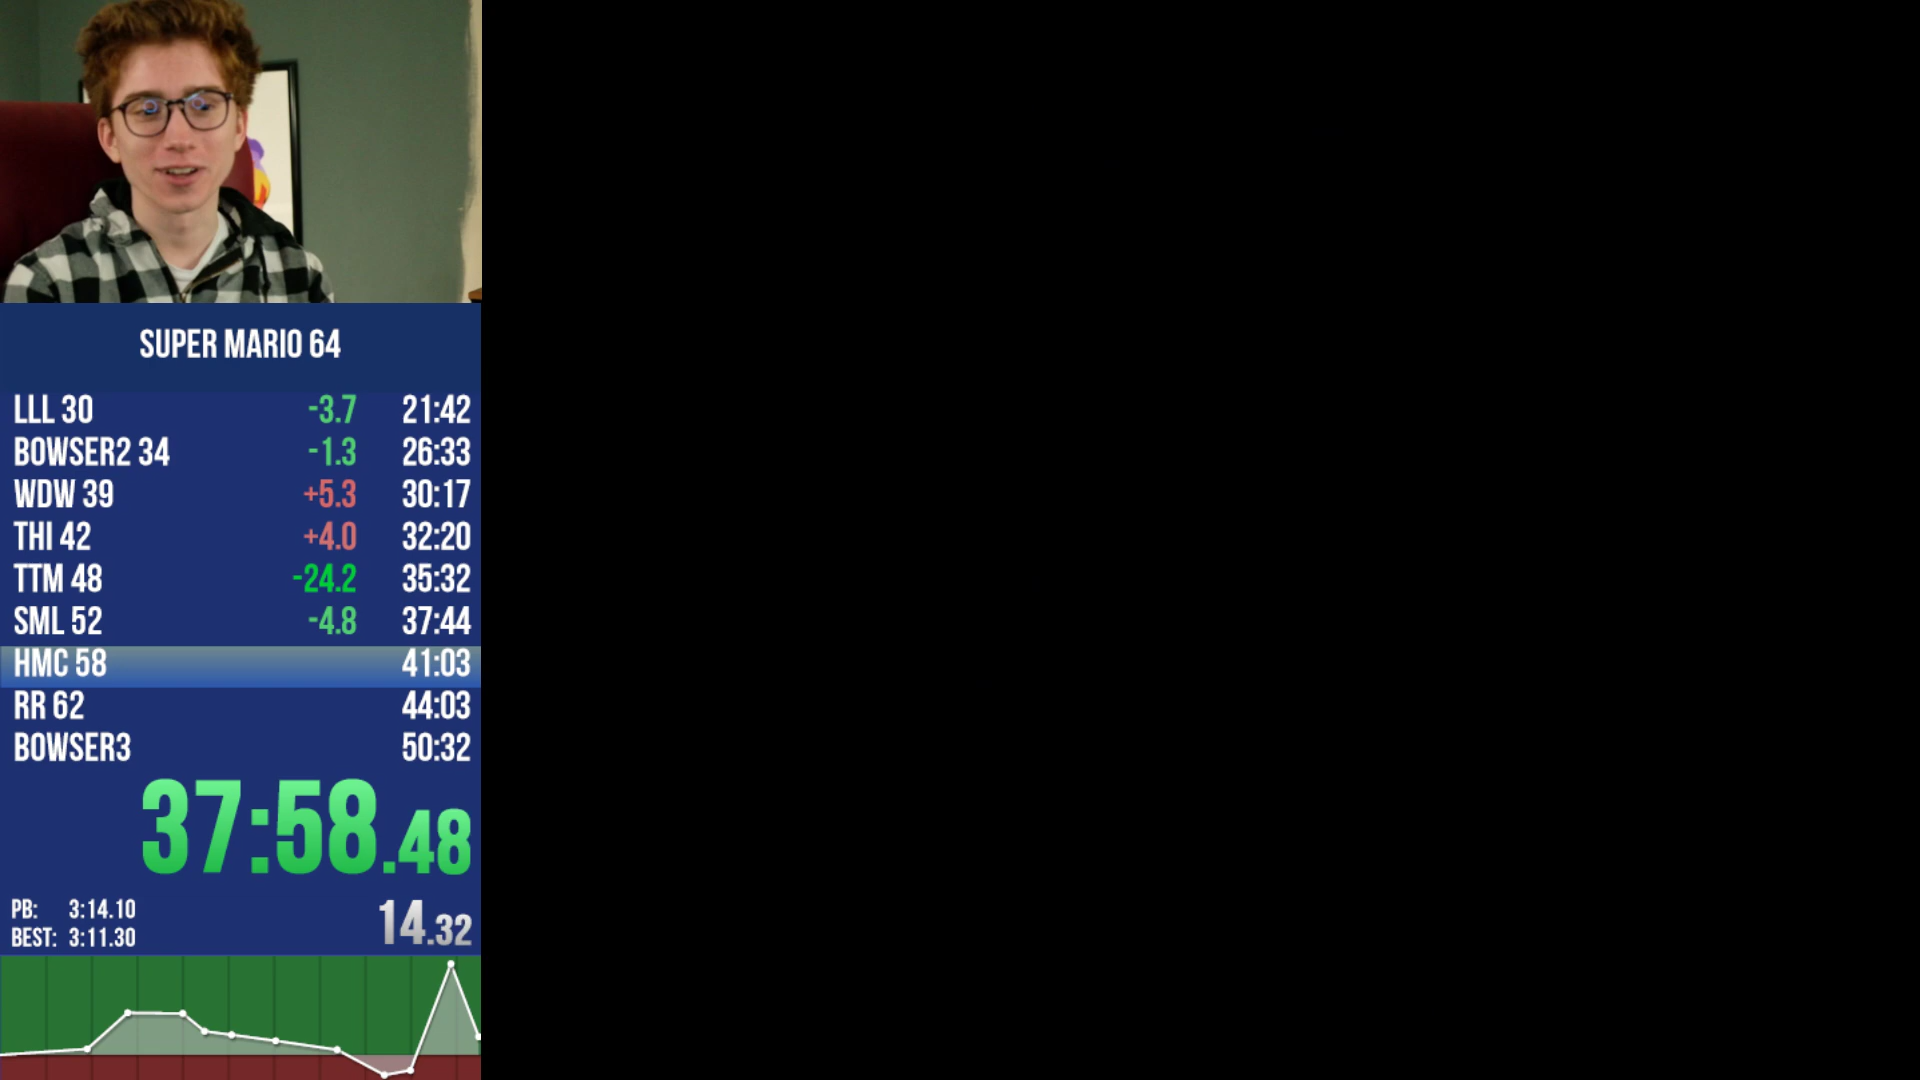 SUPER MARIO 64
LLL 30 -3.7 21:42
BOWSER2 34 -1.3 26:33
WDW 39 +5.3 30:17
THI 42 +4.0 32:20
TTM 48 -24.2 35:32
SML 52 -4.8 37:44
HMC 58 41:03
RR 62 44:03
BOWSER3 50:32
37:58.48
PB: 3:14.10 14.32
BEST: 3:11.30